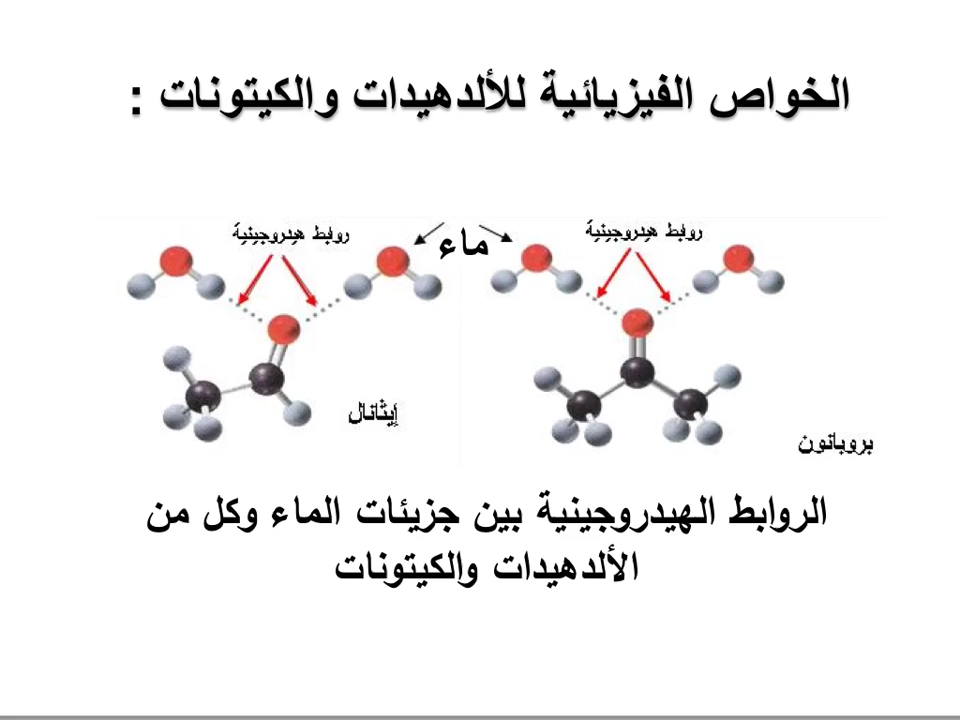 الخواص الفيزيائية للألدهيدات والكيتونات :
روابط هيدروجينية
ماء
روابط هيدروجينية
إيثانال
بروبانون
الروابط الهيدروجينية بين جزيئات الماء وكل من
الألدهيدات والكيتونات